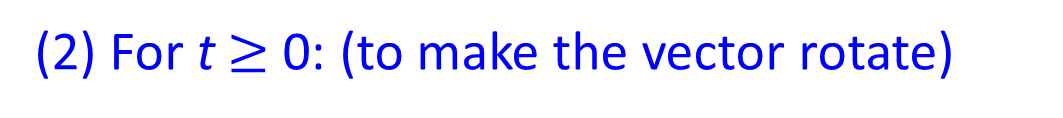 (2) For t ≥ 0: (to make the vector rotate)